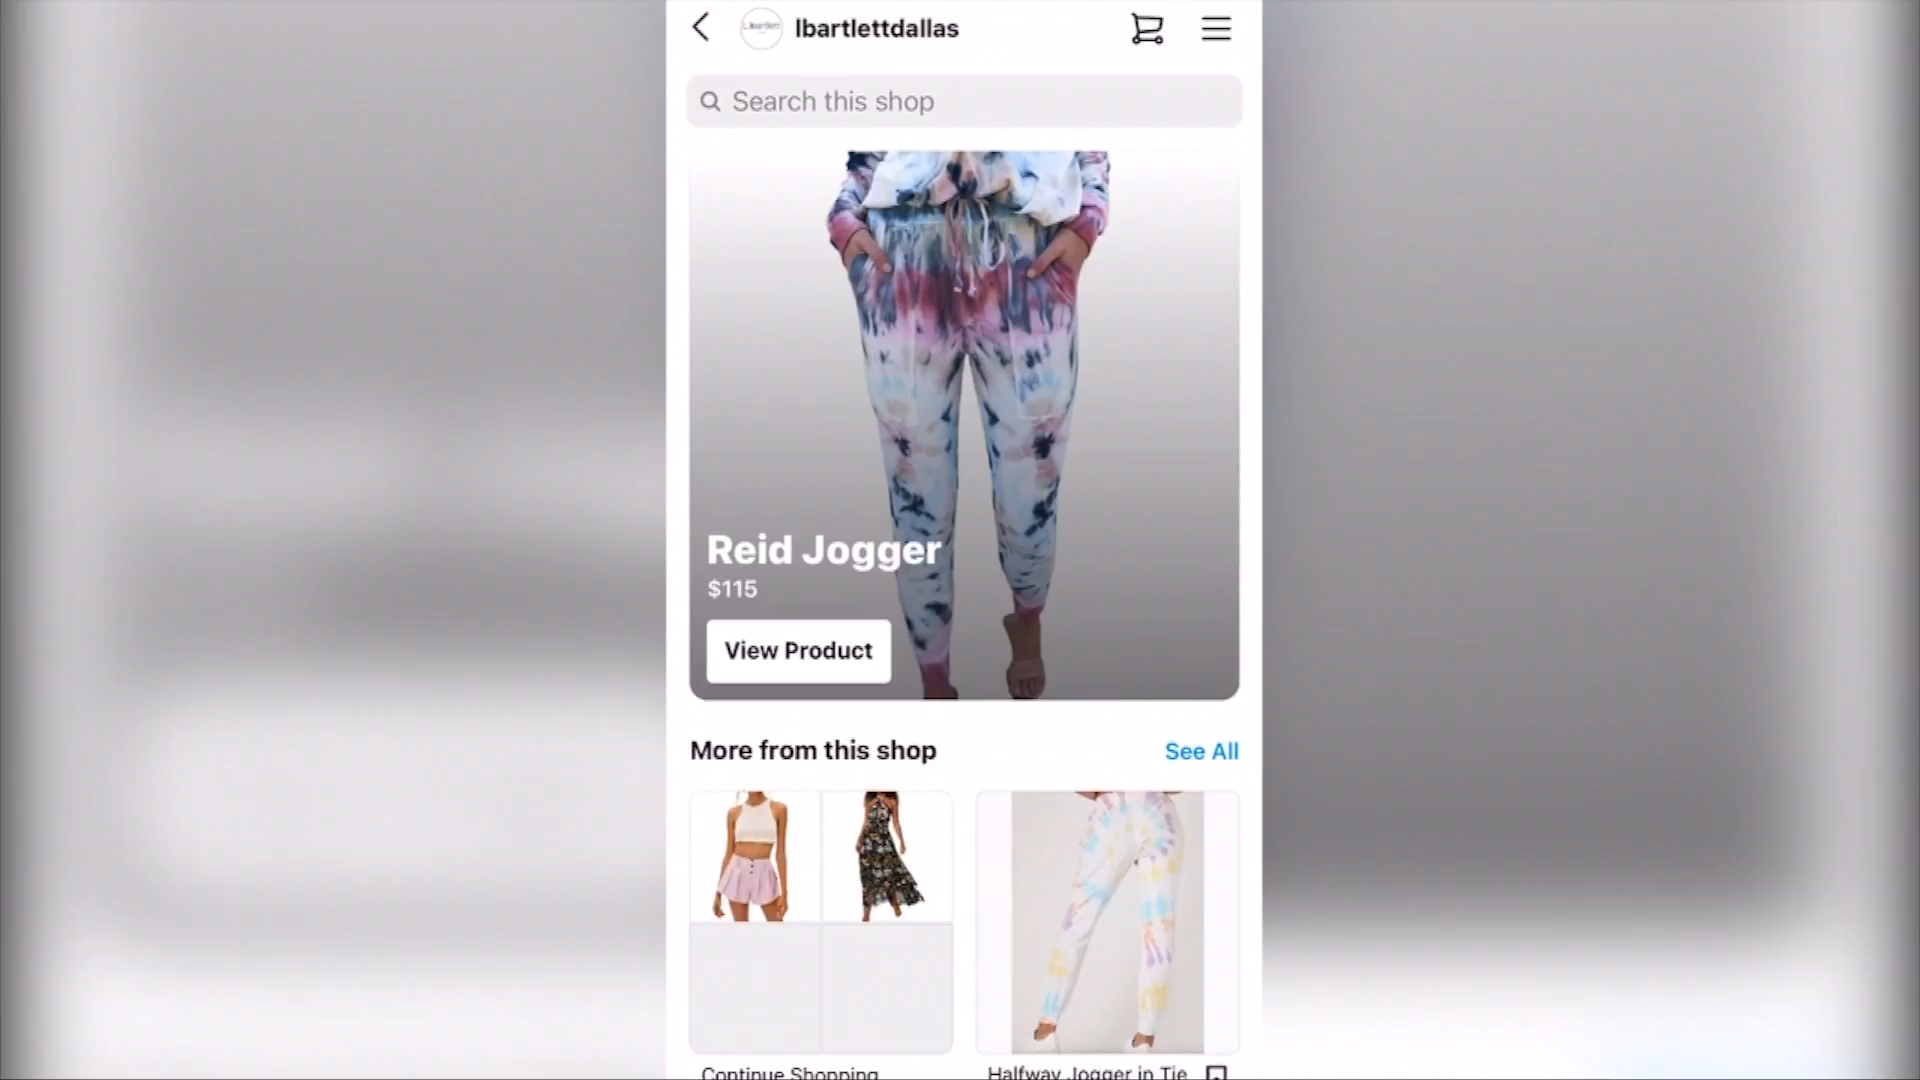 lbartlettdallas
Search this shop
Reid Jogger
$115
View Product
More from this shop
See All
Continue Shopping
Halfway Jogger in Tie